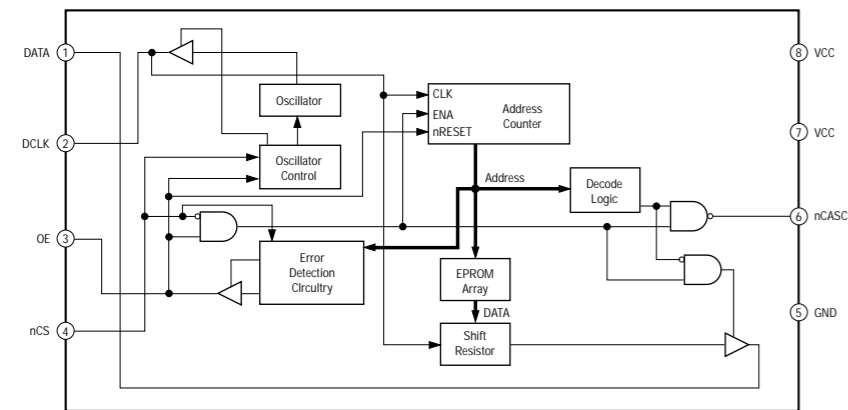 DATA 1
8 VCC
Oscillator
CLK
ENA
nRESET
Address
Counter
DCLK 2
7 VCC
Oscillator
Control
Address
Decode
Logic
6 nCASC
OE 3
Error
Detection
CIrcultry
EPROM
Array
5 GND
DATA
nCS 4
Shift
Resistor